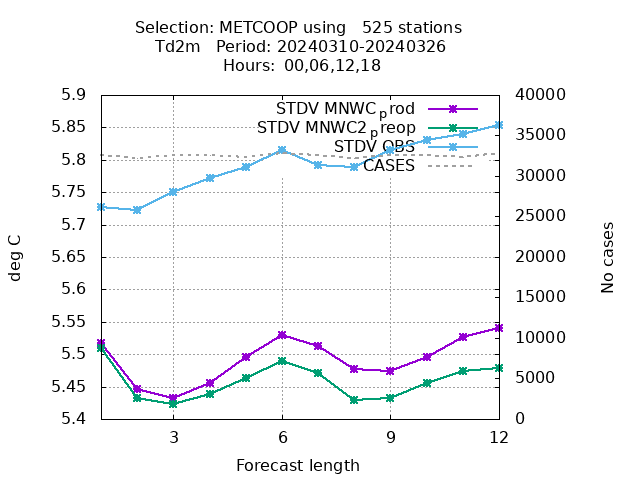 Selection: METCOOP using   525 stations
Td2m   Period: 20240310-20240326
Hours: 00,06,12,18
STDV MNWCprod
STDV MNWC2preop
STDV OBS
CASES
5.9
5.85
5.8
5.75
5.7
5.65
5.6
5.55
5.5
5.45
5.4
deg C
40000
35000
30000
25000
20000
15000
10000
5000
0
No cases
3 6 9 12
Forecast length